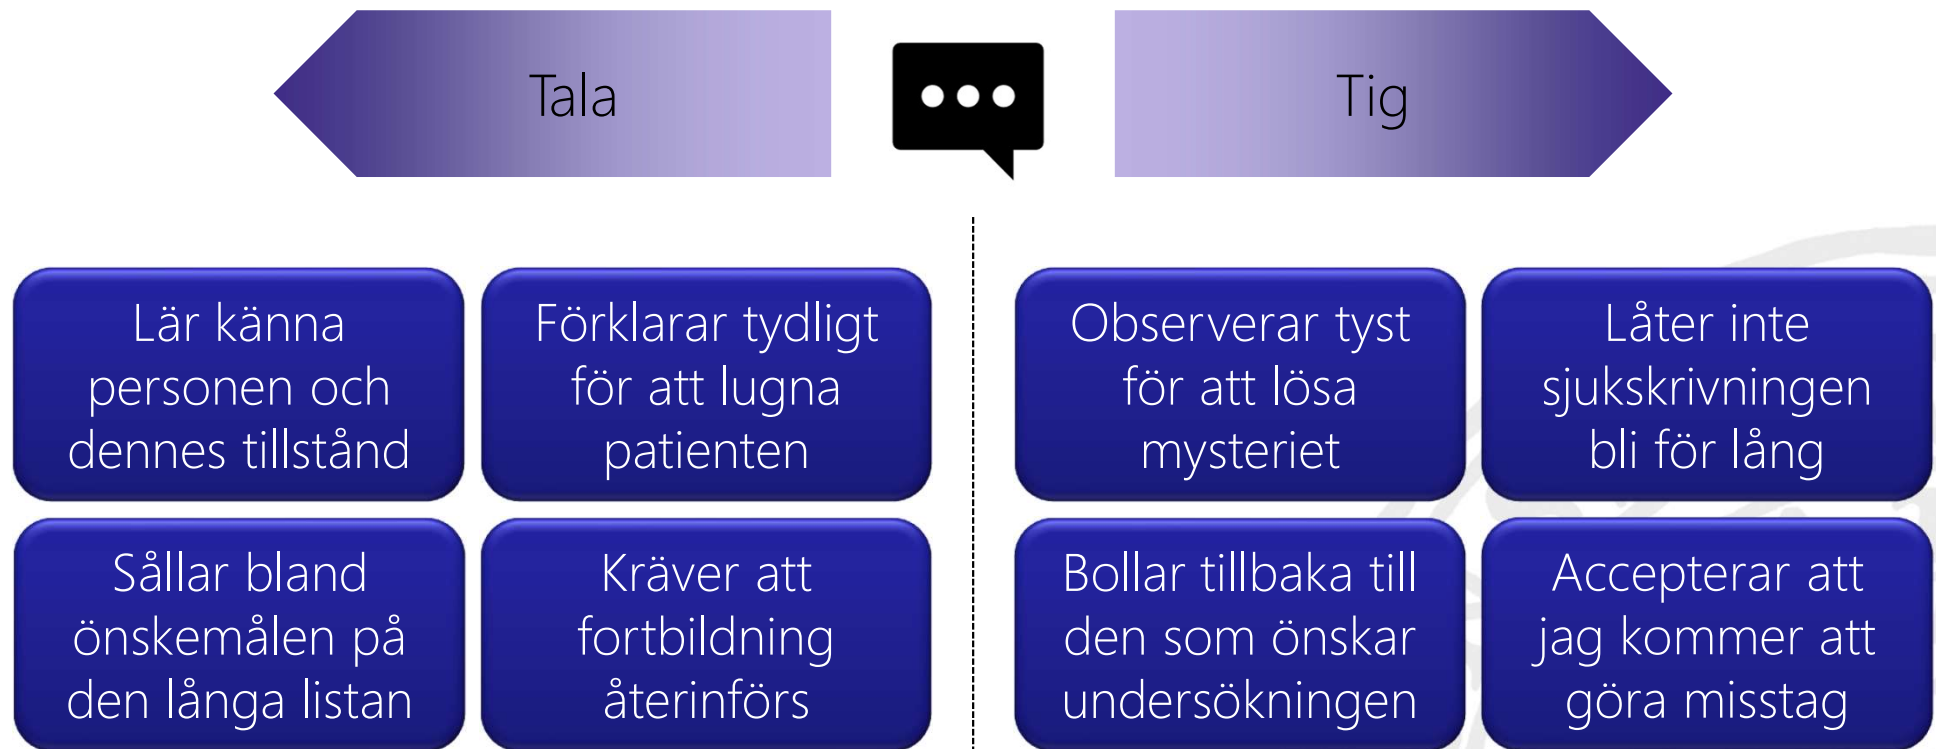 Tala
Tig
Lär känna
personen och
dennes tillstånd
Förklarar tydligt
för att lugna
patienten
Observerar tyst
för att lösa
mysteriet
Låter inte
sjukskrivningen
bli för lång
Sållar bland
önskemålen på
den långa listan
Kräver att
fortbildning
återinförs
Bollar tillbaka till
den som önskar
undersökningen
Accepterar att
jag kommer att
göra misstag